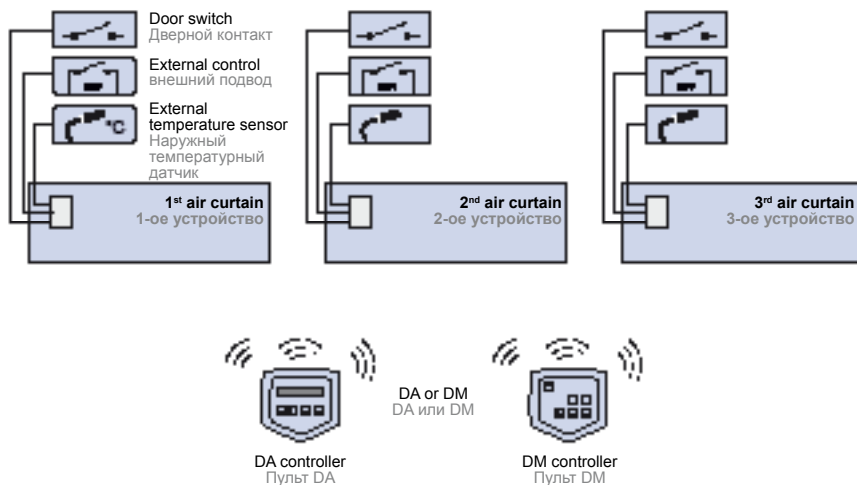 Door switch
Дверной контакт
External control
внешний подвод
External
temperature sensor
Наружный
температурный
датчик
°C
1st air curtain
1-ое устройство
2nd air curtain
2-ое устройство
3rd air curtain
3-ое устройство
DA or DM
DA или DM
DA controller
Пульт DA
DM controller
Пульт DM